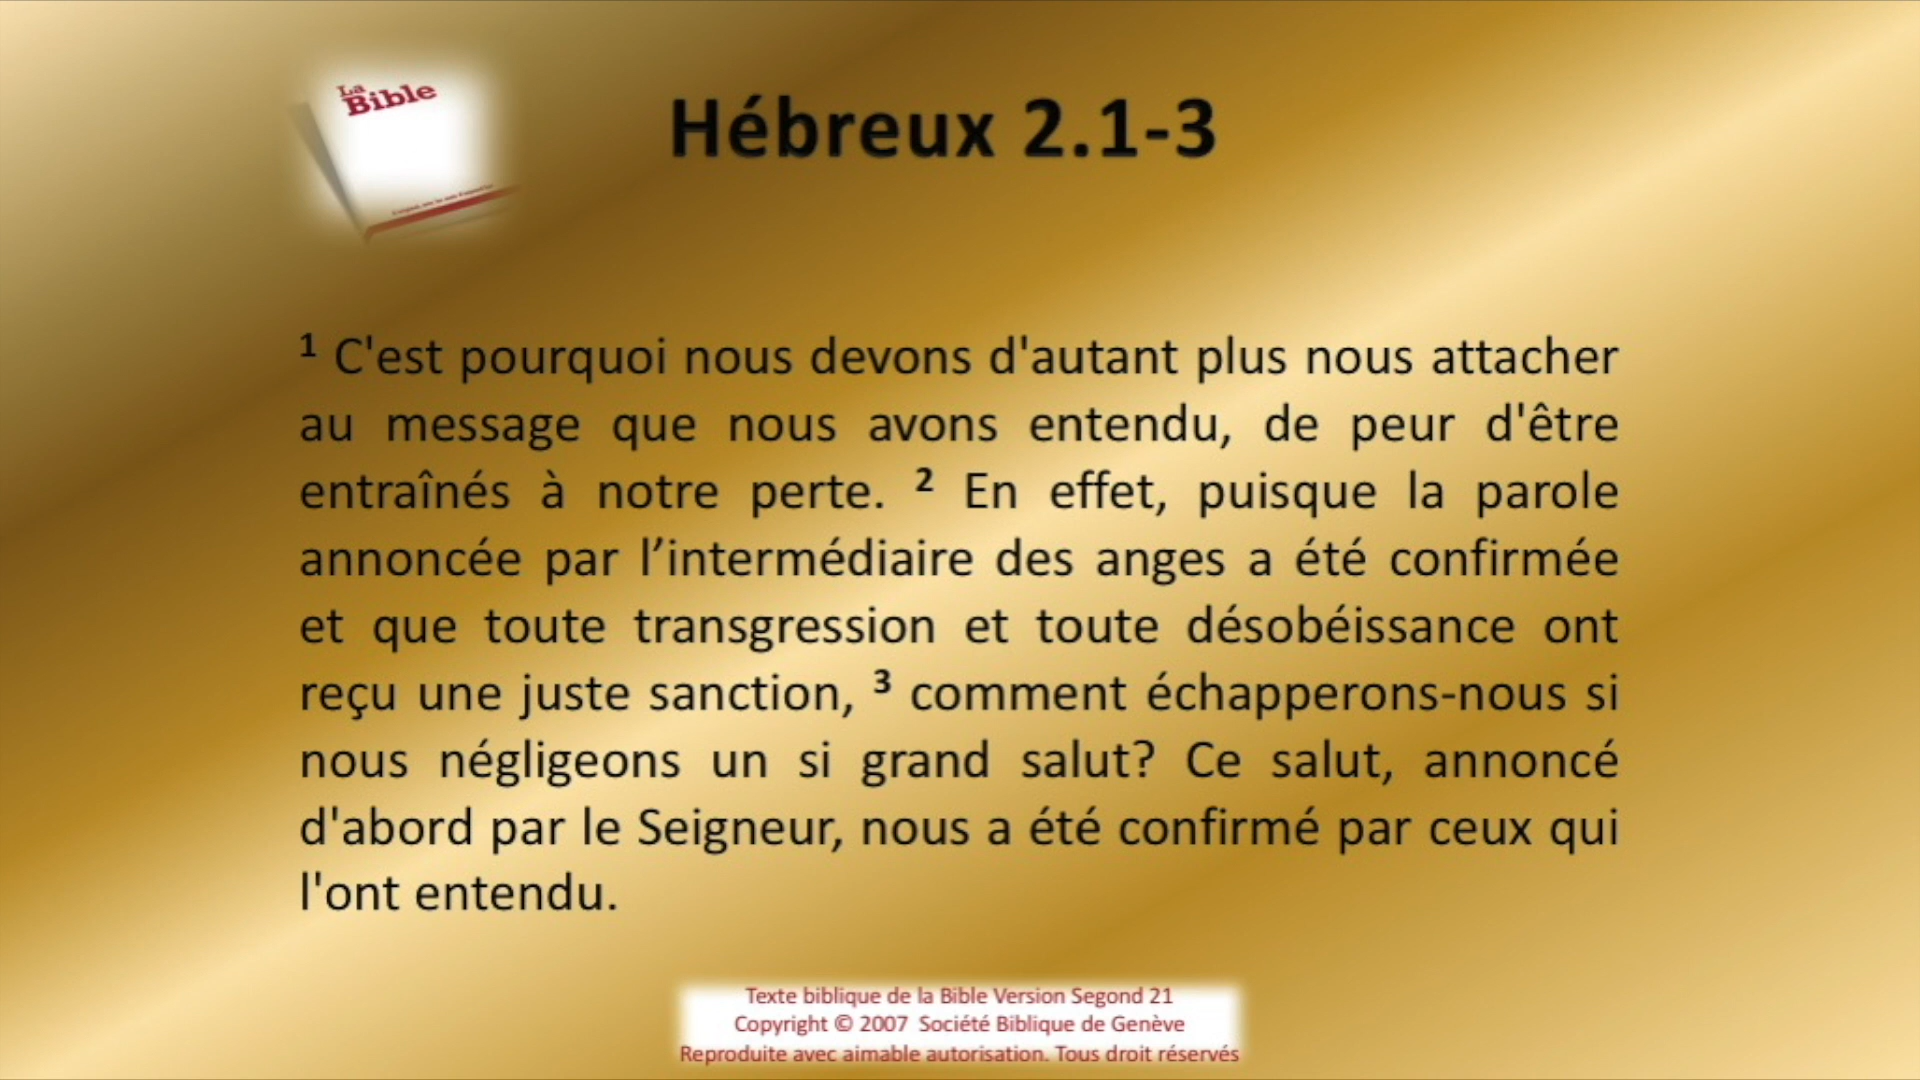 La
Bible
Hébreux 2.1-3
¹ C'est pourquoi nous devons d'autant plus nous attacher
au message que nous avons entendu, de peur d'être
entraînés à notre perte. ² En effet, puisque la parole
annoncée par l’intermédiaire des anges a été confirmée
et que toute transgression et toute désobéissance ont
reçu une juste sanction, ³ comment échapperons-nous si
nous négligeons un si grand salut? Ce salut, annoncé
d'abord par le Seigneur, nous a été confirmé par ceux qui
l'ont entendu.
Texte biblique de la Bible Version Segond 21
Copyright © 2007 Société Biblique de Genève
Reproduite avec aimable autorisation. Tous droit réservés